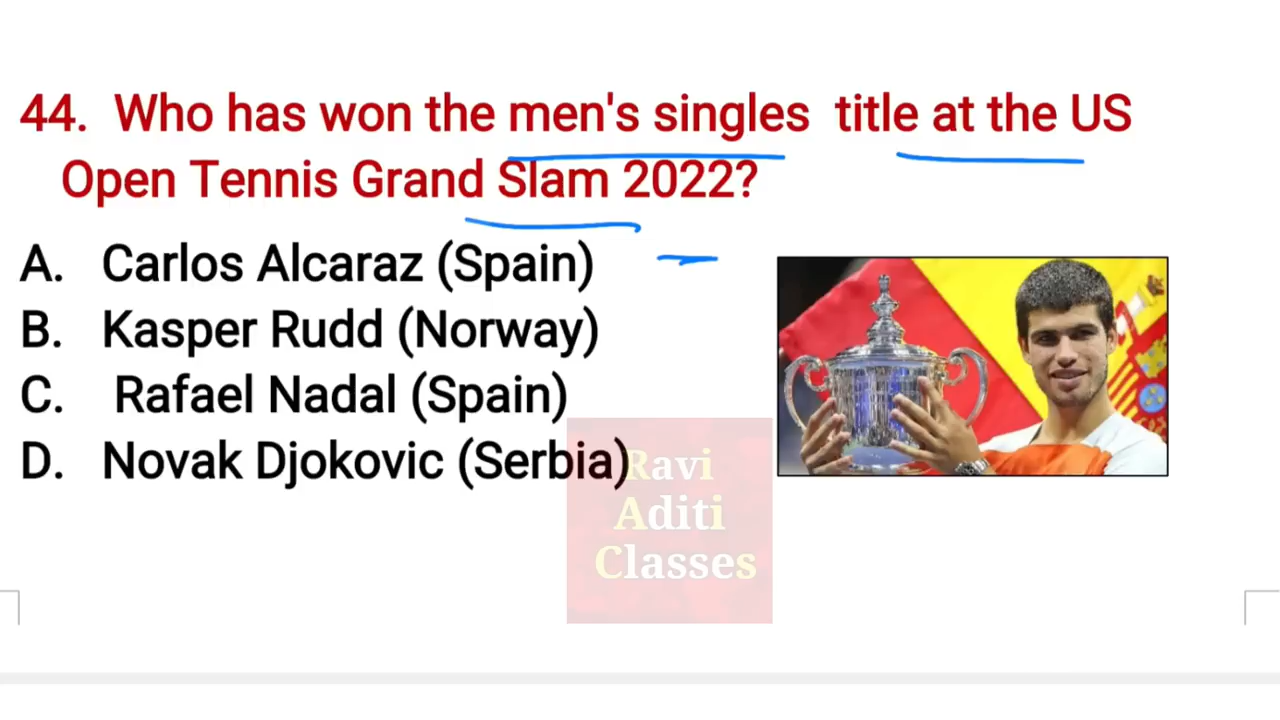 44. Who has won the men's singles title at the US
Open Tennis Grand Slam 2022?
A. Carlos Alcaraz (Spain)
B. Kasper Rudd (Norway)
C. Rafael Nadal (Spain)
D. Novak Djokovic (Serbia)
Ravi
Aditi
Classes